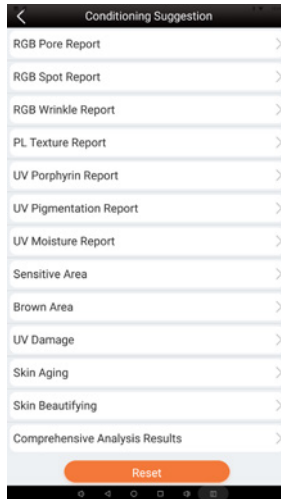 Conditioning Suggestion
RGB Pore Report
RGB Spot Report
RGB Wrinkle Report
PL Texture Report
UV Porphyrin Report
UV Pigmentation Report
UV Moisture Report
Sensitive Area
Brown Area
UV Damage
Skin Aging
Skin Beautifying
Comprehensive Analysis Results
Reset